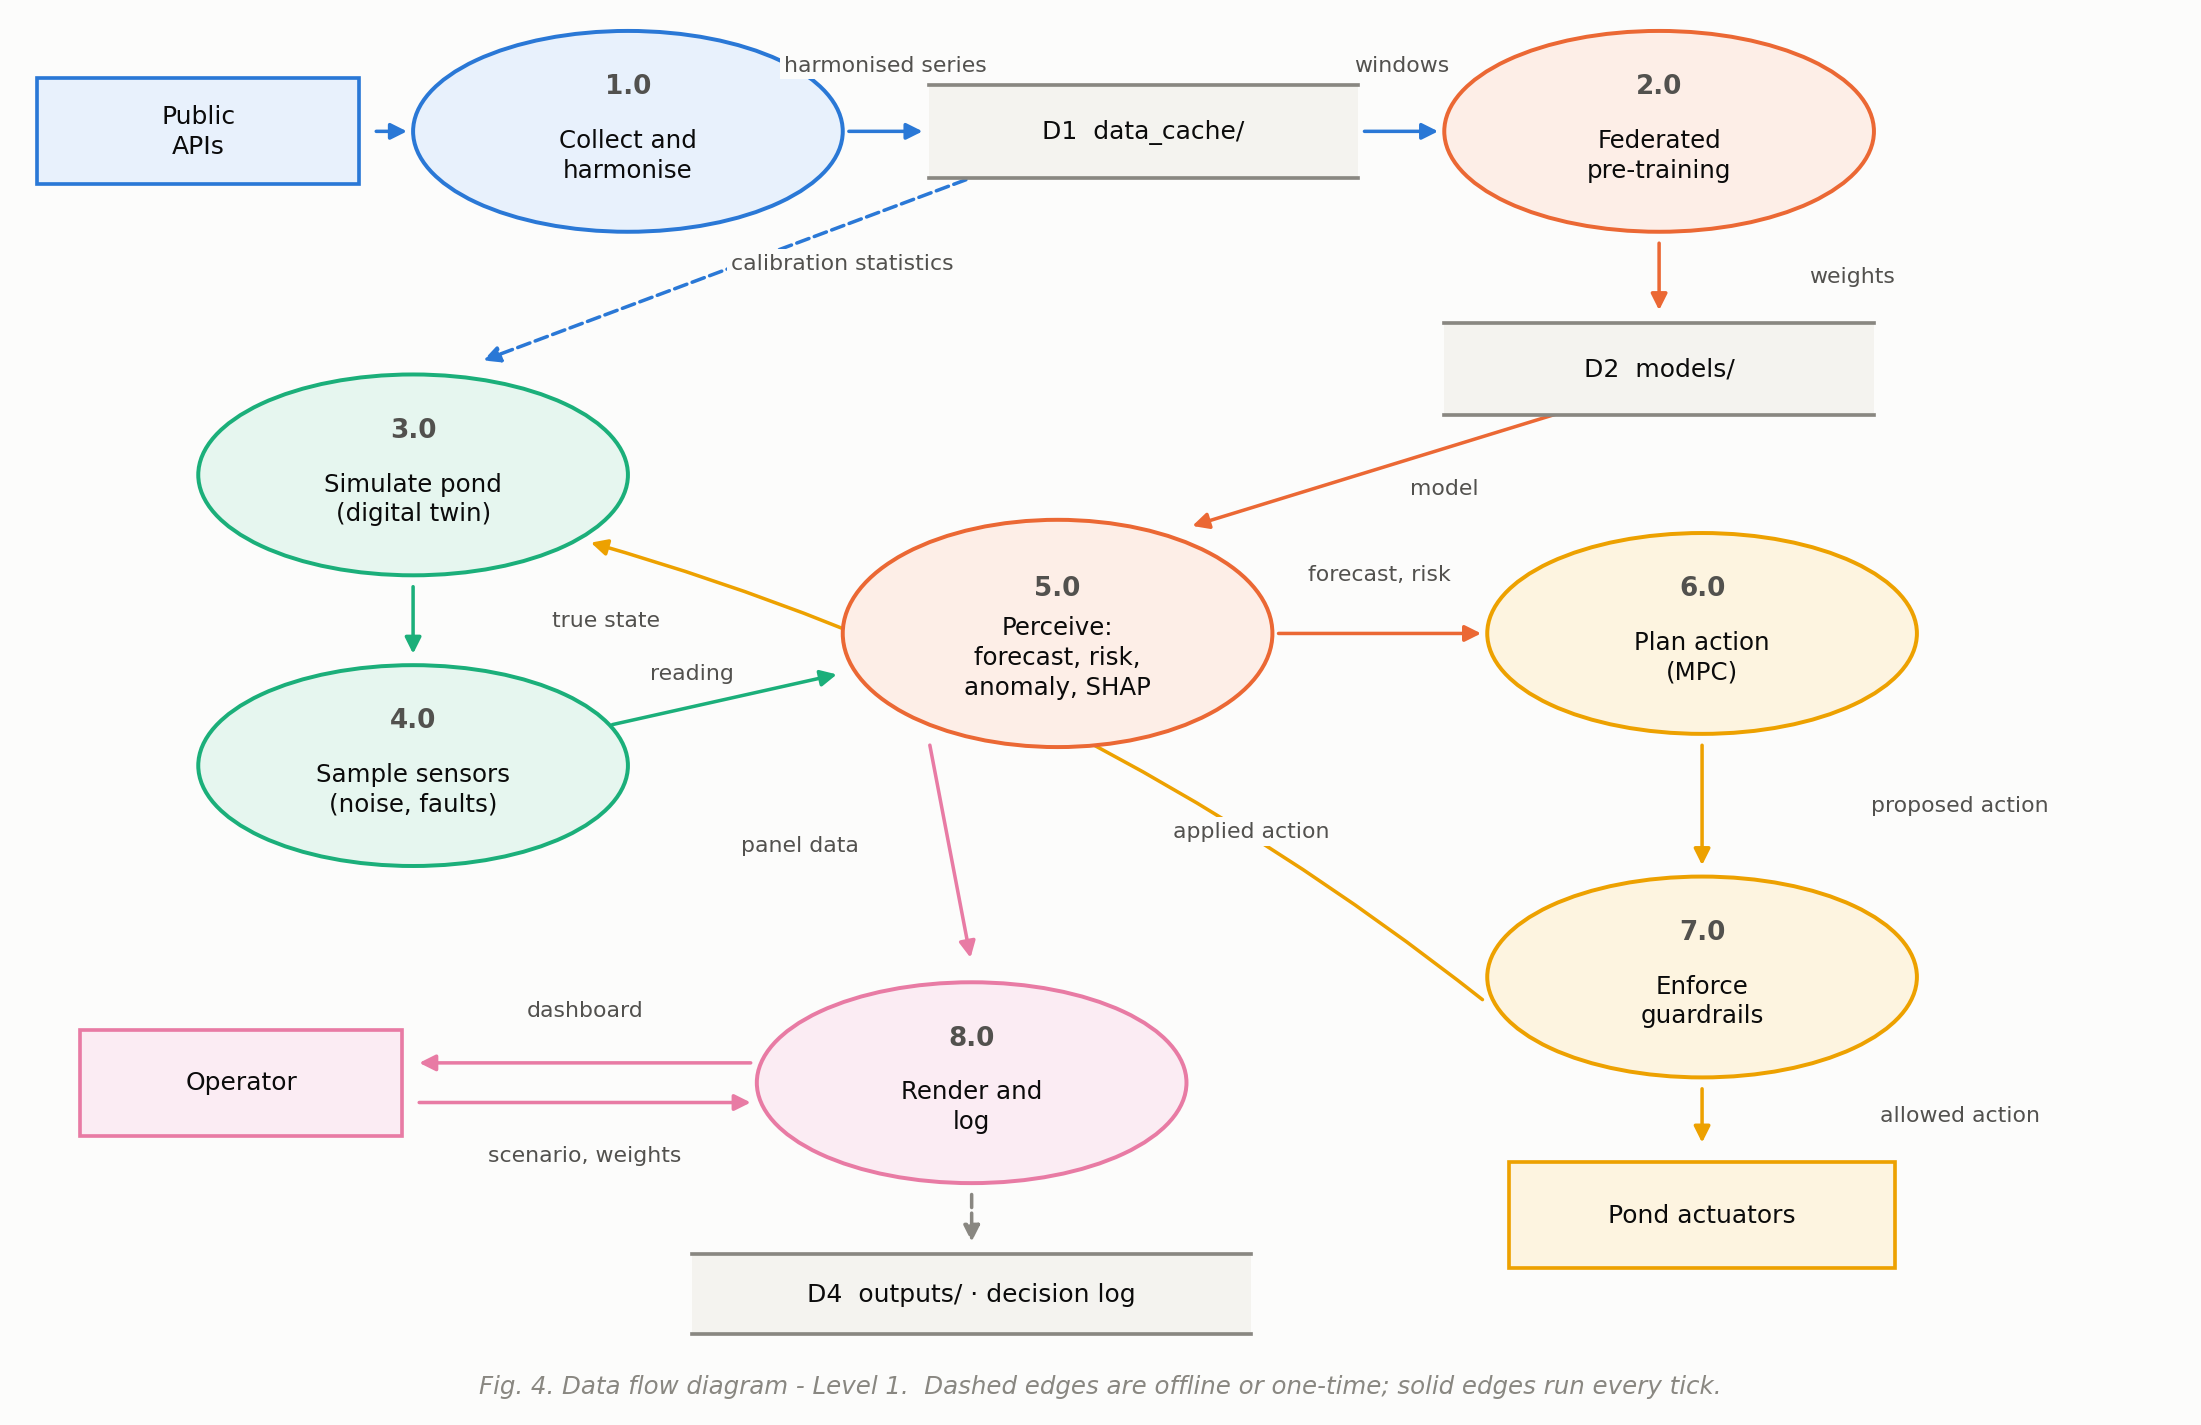 Public
APIs
1.0
Collect and
harmonise
harmonised series
D1  data_cache/
windows
2.0
Federated
pre-training
calibration statistics
weights
D2  models/
3.0
Simulate pond
(digital twin)
model
true state
reading
5.0
Perceive:
forecast, risk,
anomaly, SHAP
forecast, risk
6.0
Plan action
(MPC)
4.0
Sample sensors
(noise, faults)
panel data
applied action
proposed action
7.0
Enforce
guardrails
dashboard
Operator
scenario, weights
8.0
Render and
log
allowed action
Pond actuators
D4  outputs/ · decision log
Fig. 4. Data flow diagram - Level 1.  Dashed edges are offline or one-time; solid edges run every tick.